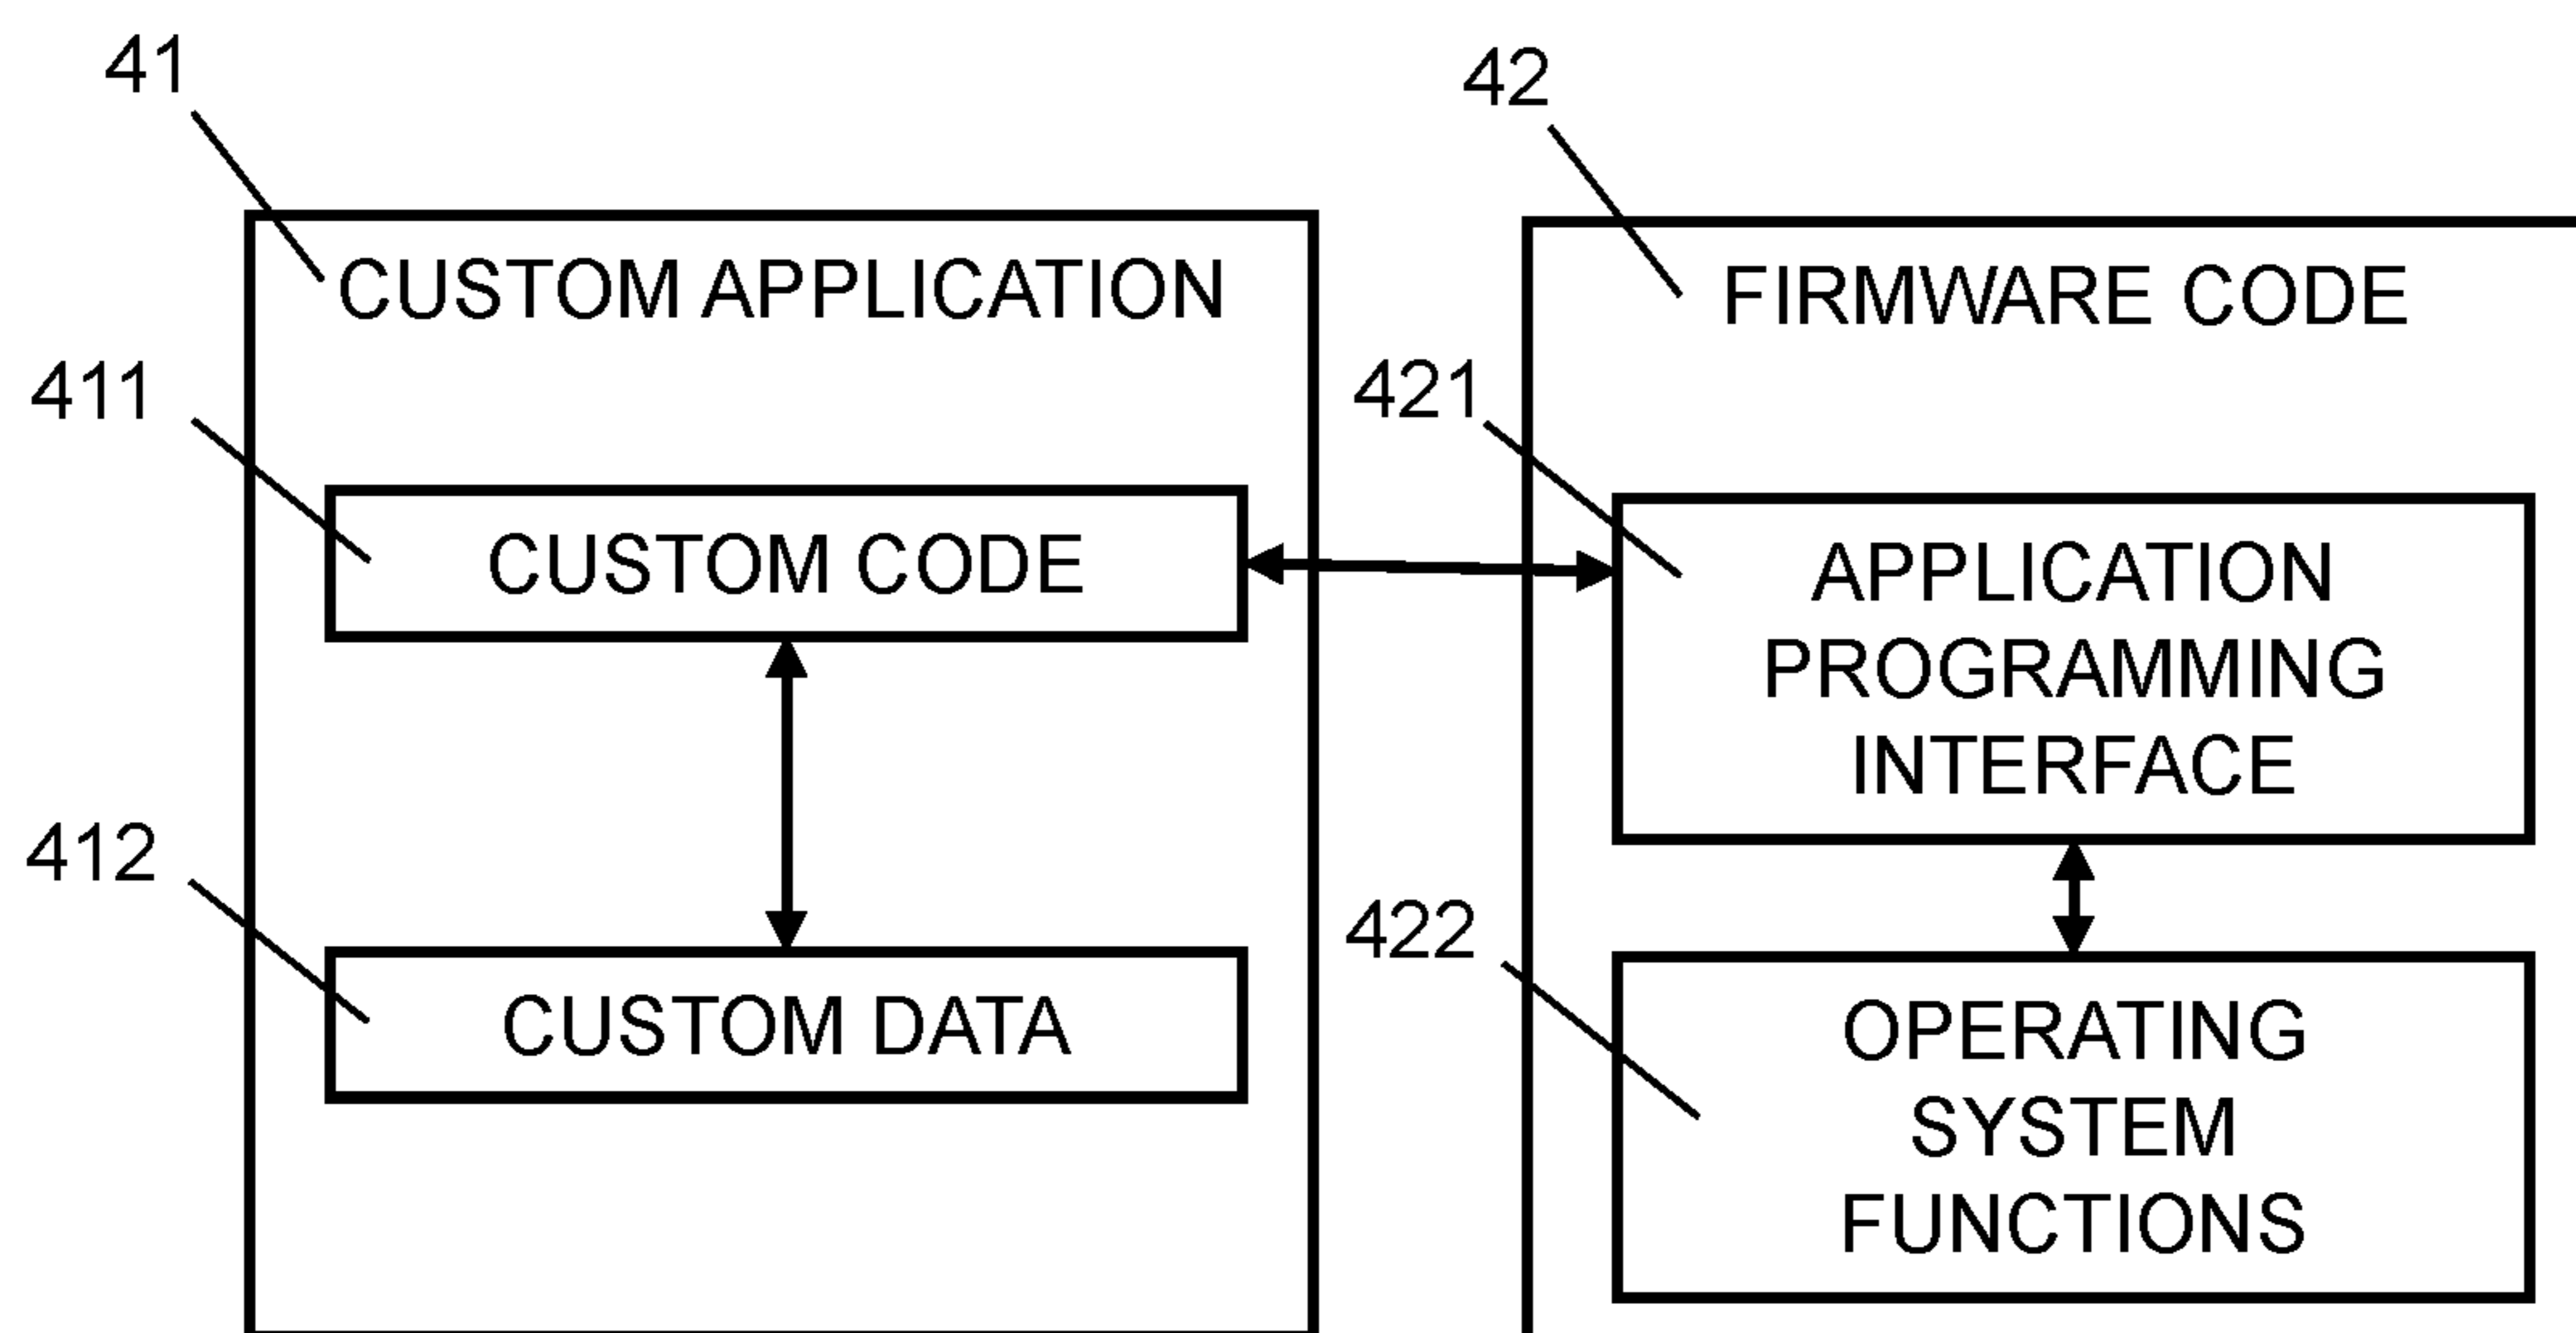 41
42
CUSTOM APPLICATION
FIRMWARE CODE
411
421
CUSTOM CODE
APPLICATION
PROGRAMMING
INTERFACE
412
422
CUSTOM DATA
OPERATING
SYSTEM
FUNCTIONS